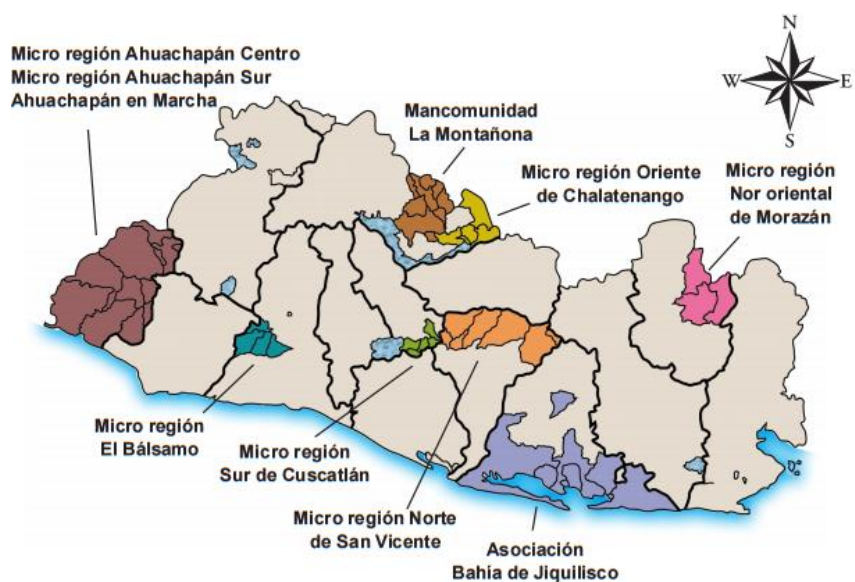 N
W
E
S
Micro región Ahuachapán Centro
Micro región Ahuachapán Sur
Ahuachapán en Marcha
Mancomunidad
La Montañona
Micro región Oriente
de Chalatenango
Micro región
Nor oriental
de Morazán
Micro región
El Bálsamo
Micro región
Sur de Cuscatlán
Micro región Norte
de San Vicente
Asociación
Bahía de Jiquilisco